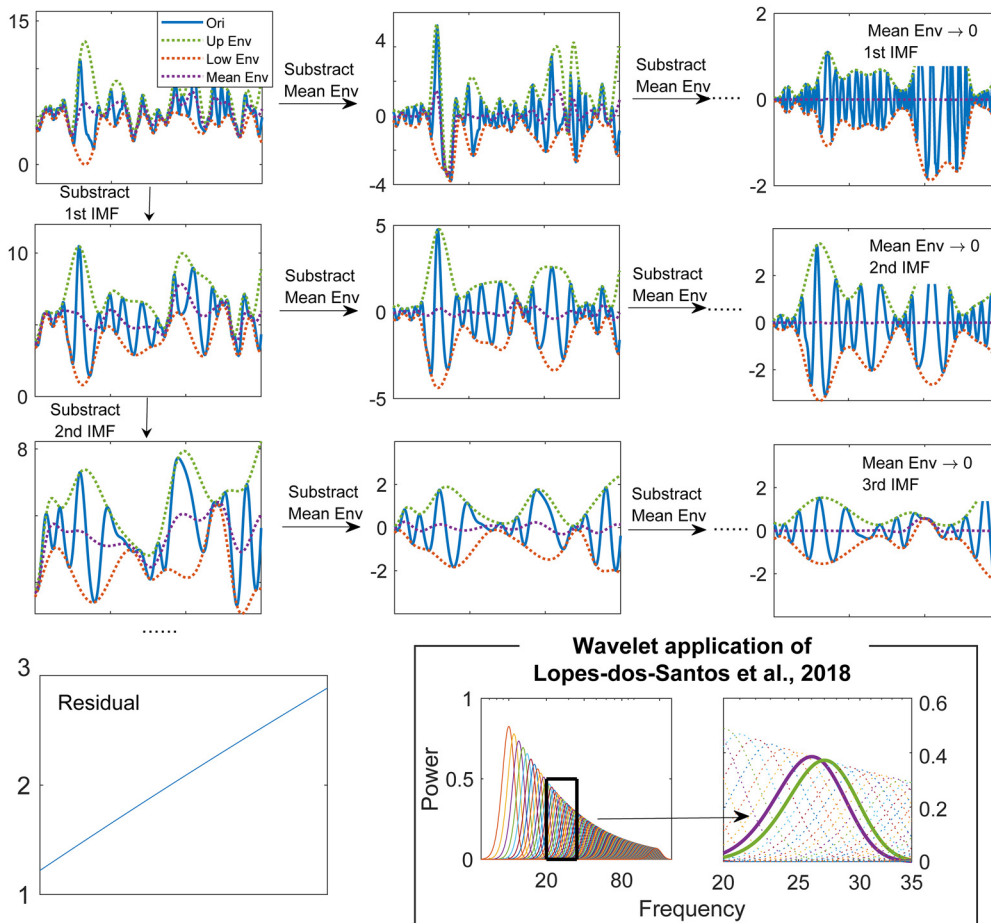 15
0
Ori
Up Env
Low Env
Mean Env
Substract
Mean Env
4
0
-4
Substract
Mean Env
......
2
0
-2
Mean Env → 0
1st IMF
Substract
1st IMF
10
0
Substract
Mean Env
5
0
-5
Substract
Mean Env
......
2
0
-2
Mean Env → 0
2nd IMF
Substract
2nd IMF
8
Substract
Mean Env
2
0
-2
Substract
Mean Env
......
2
0
-2
Mean Env → 0
3rd IMF
......
3
2
1
Residual
Wavelet application of
Lopes-dos-Santos et al., 2018
Power
1
0.5
0
20
80
0.6
0.4
0.2
0
20
25
30
35
Frequency